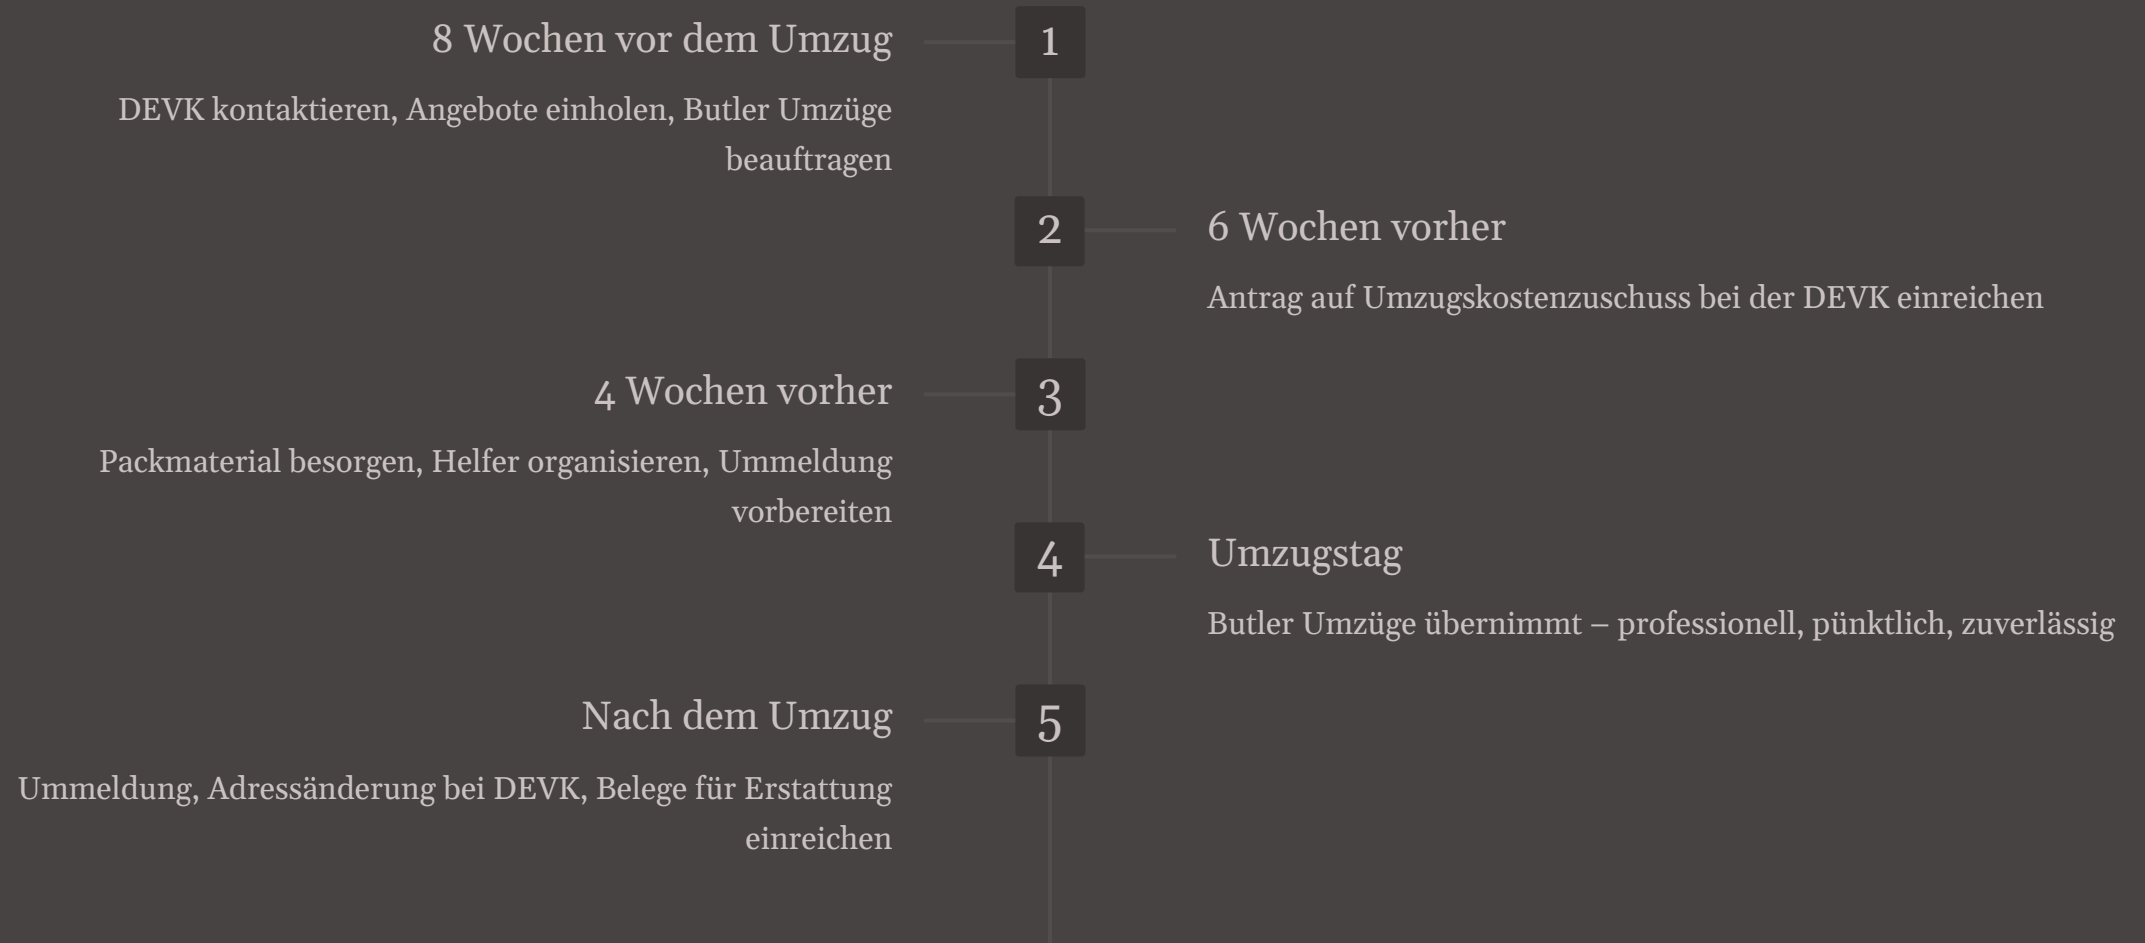 8 Wochen vor dem Umzug
1
DEVK kontaktieren, Angebote einholen, Butler Umzüge
beauftragen
2
6 Wochen vorher
Antrag auf Umzugskostenzuschuss bei der DEVK einreichen
4 Wochen vorher
3
Packmaterial besorgen, Helfer organisieren, Ummeldung
vorbereiten
4
Umzugstag
Butler Umzüge übernimmt – professionell, pünktlich, zuverlässig
Nach dem Umzug
5
Ummeldung, Adressänderung bei DEVK, Belege für Erstattung
einreichen